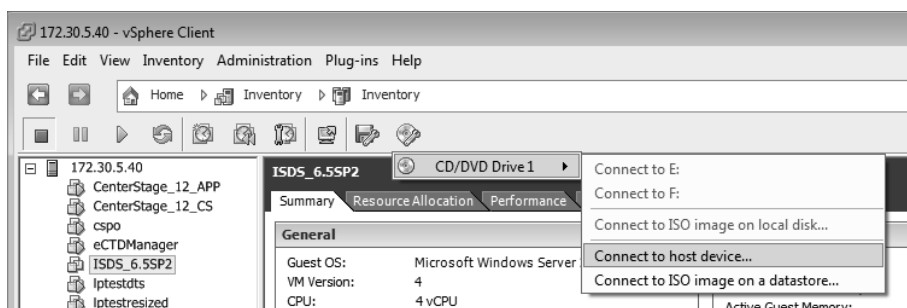 172.30.5.40 - vSphere Client
File Edit View Inventory Administration Plug-ins Help
Home Inventory Inventory
172.30.5.40
CenterStage_12_APP
CenterStage_12_CS
cspo
eCTDManager
ISDS_6.5SP2
lptestdts
lptestresized
ISDS_6.5SP2
CD/DVD Drive 1
Connect to E:
Connect to F:
Connect to ISO image on local disk...
Connect to host device...
Connect to ISO image on a datastore...
Summary Resource Allocation Performance
General
Guest OS: Microsoft Windows Server
VM Version: 4
CPU: 4 vCPU
Active Guest Memory: